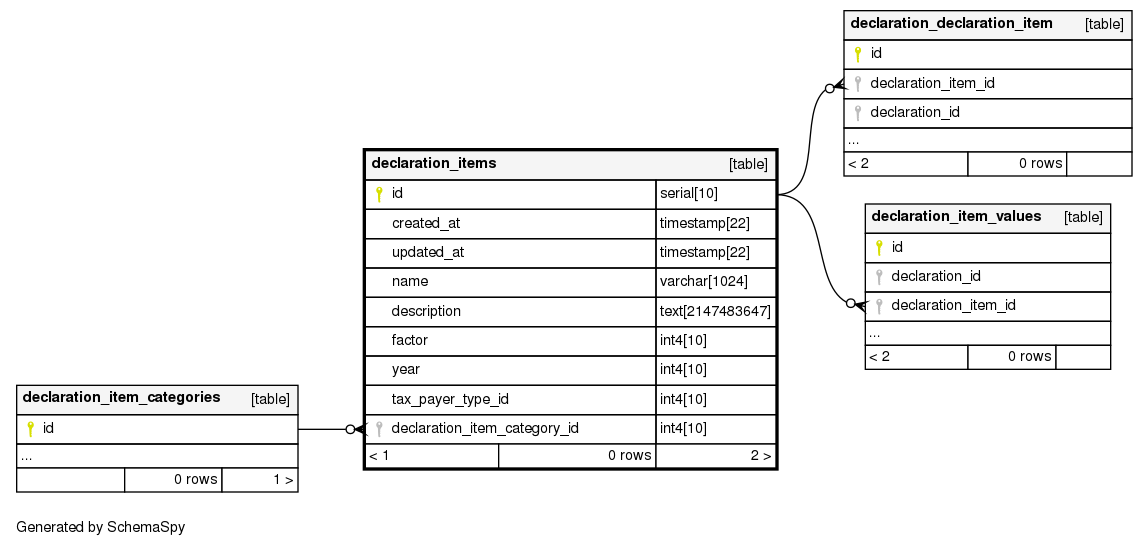 declaration_declaration_item [table]
id
declaration_item_id
declaration_id
...
< 2 0 rows
declaration_items [table]
id serial[10]
created_at timestamp[22]
updated_at timestamp[22]
name varchar[1024]
description text[2147483647]
factor int4[10]
year int4[10]
tax_payer_type_id int4[10]
declaration_item_category_id int4[10]
< 1 0 rows 2 >
declaration_item_values [table]
id
declaration_id
declaration_item_id
...
< 2 0 rows
declaration_item_categories [table]
id
...
0 rows 1 >
Generated by SchemaSpy